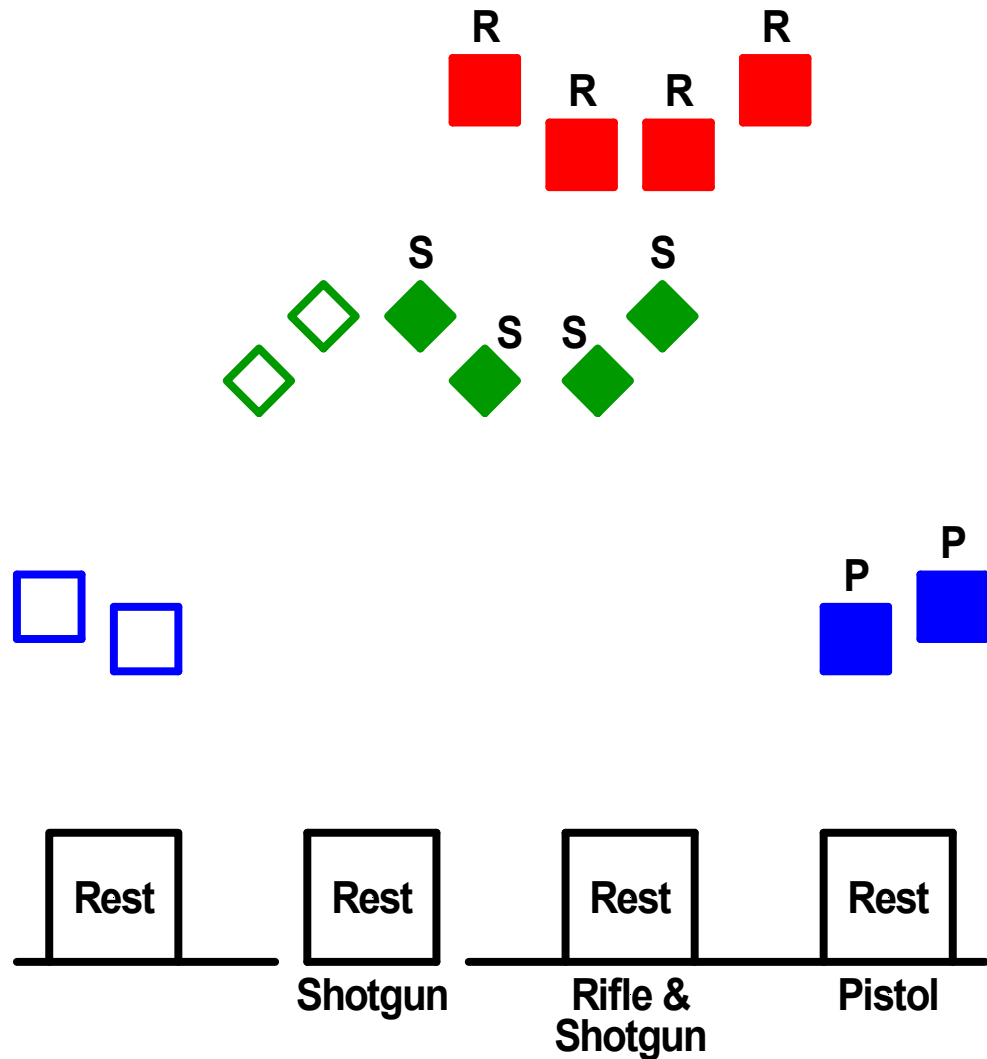 R R
R R
S S
S S
P
P
Rest Rest Rest Rest
Shotgun Rifle & Pistol
Shotgun